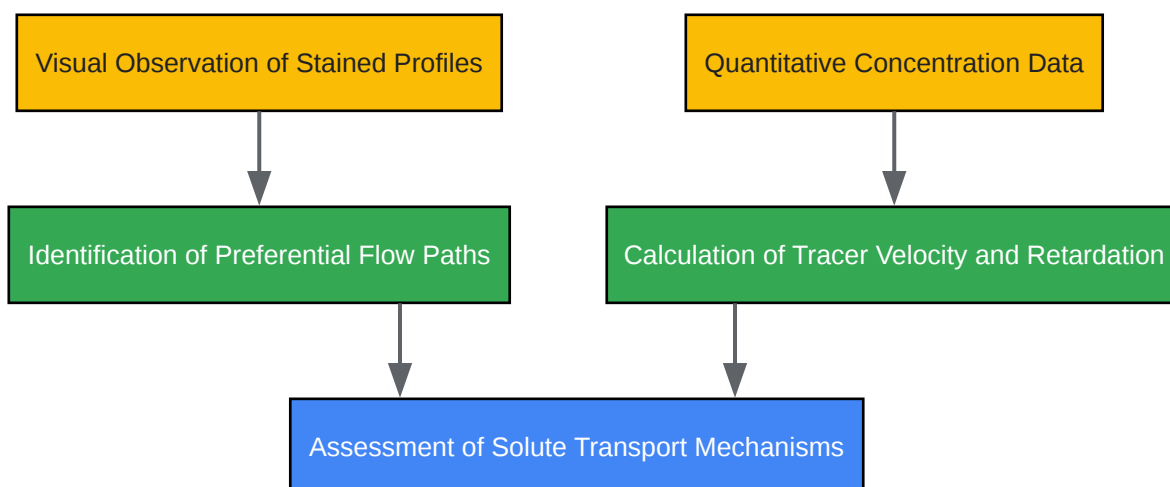 Visual Observation of Stained Profiles
Quantitative Concentration Data
Identification of Preferential Flow Paths
Calculation of Tracer Velocity and Retardation
Assessment of Solute Transport Mechanisms